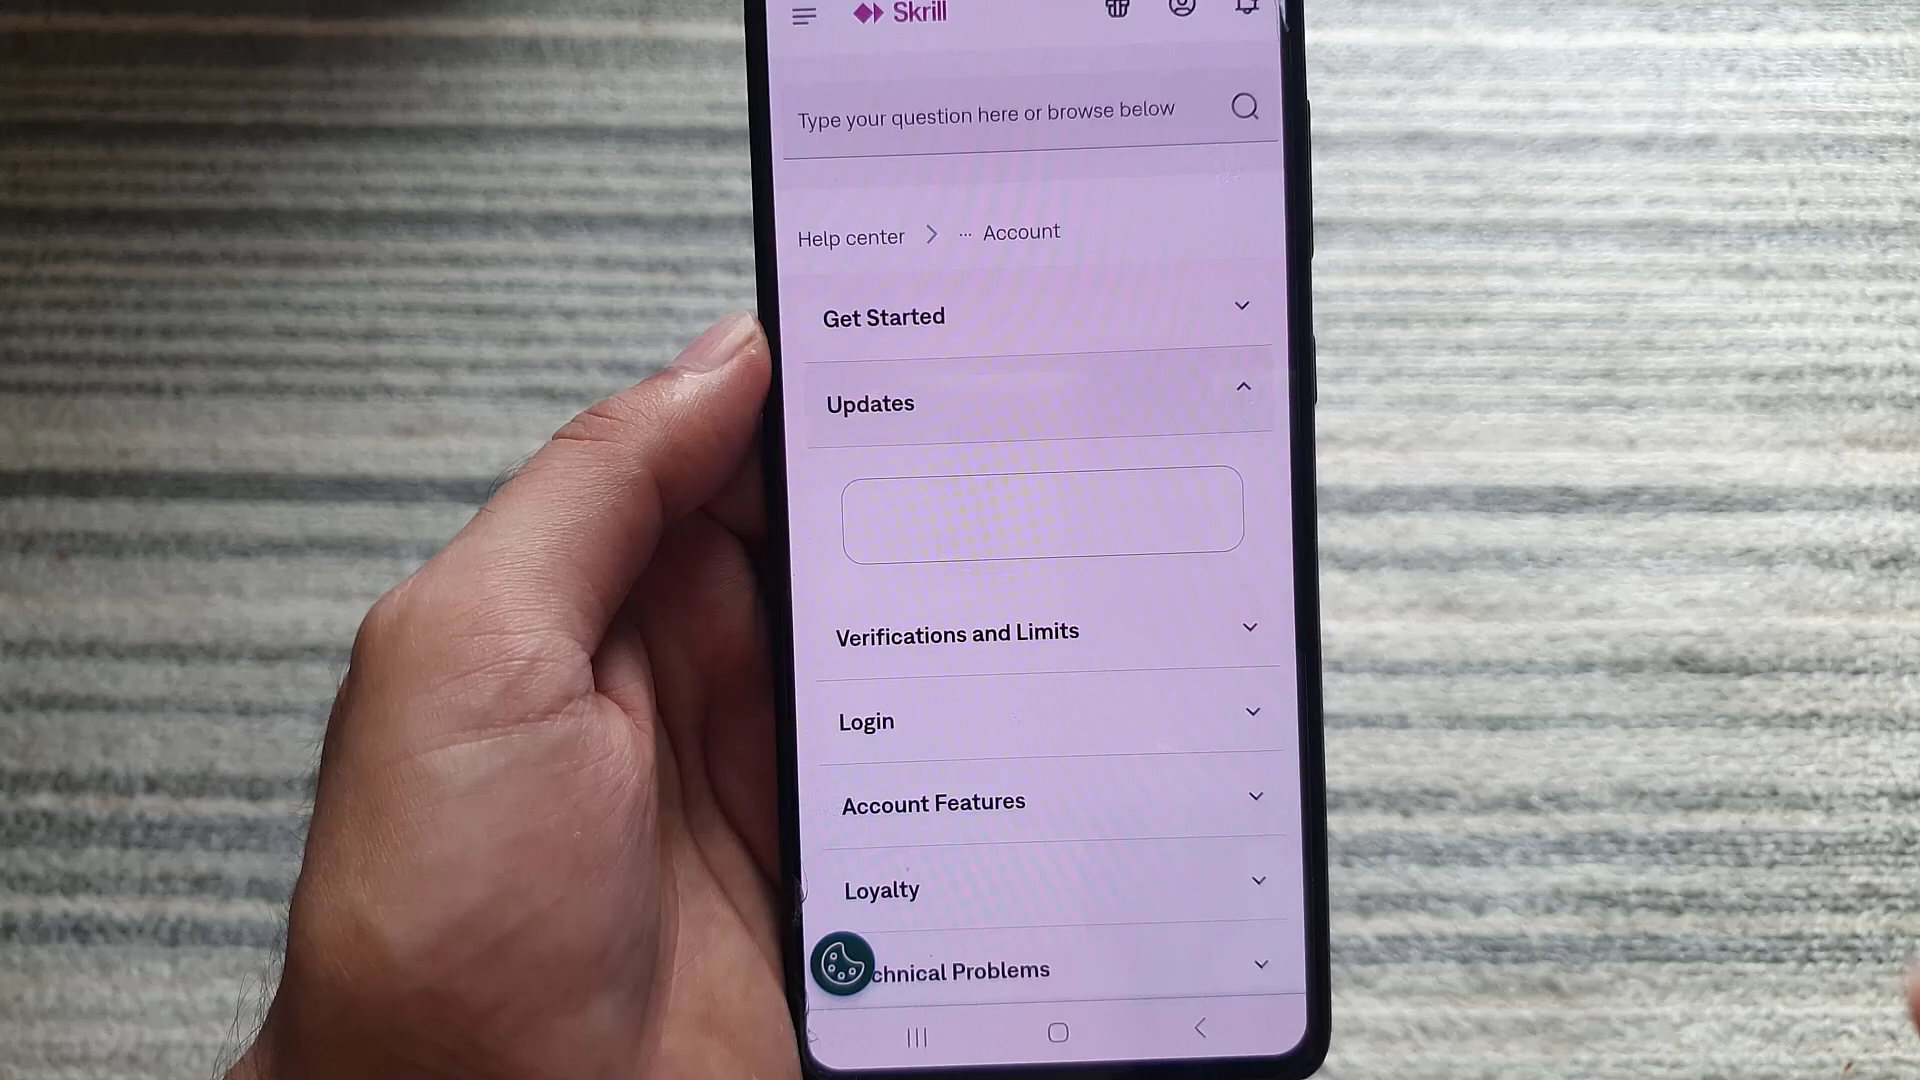 Skrill
Type your question here or browse below
Help center > ... Account
Get Started
Updates
Verifications and Limits
Login
Account Features
Loyalty
chnical Problems